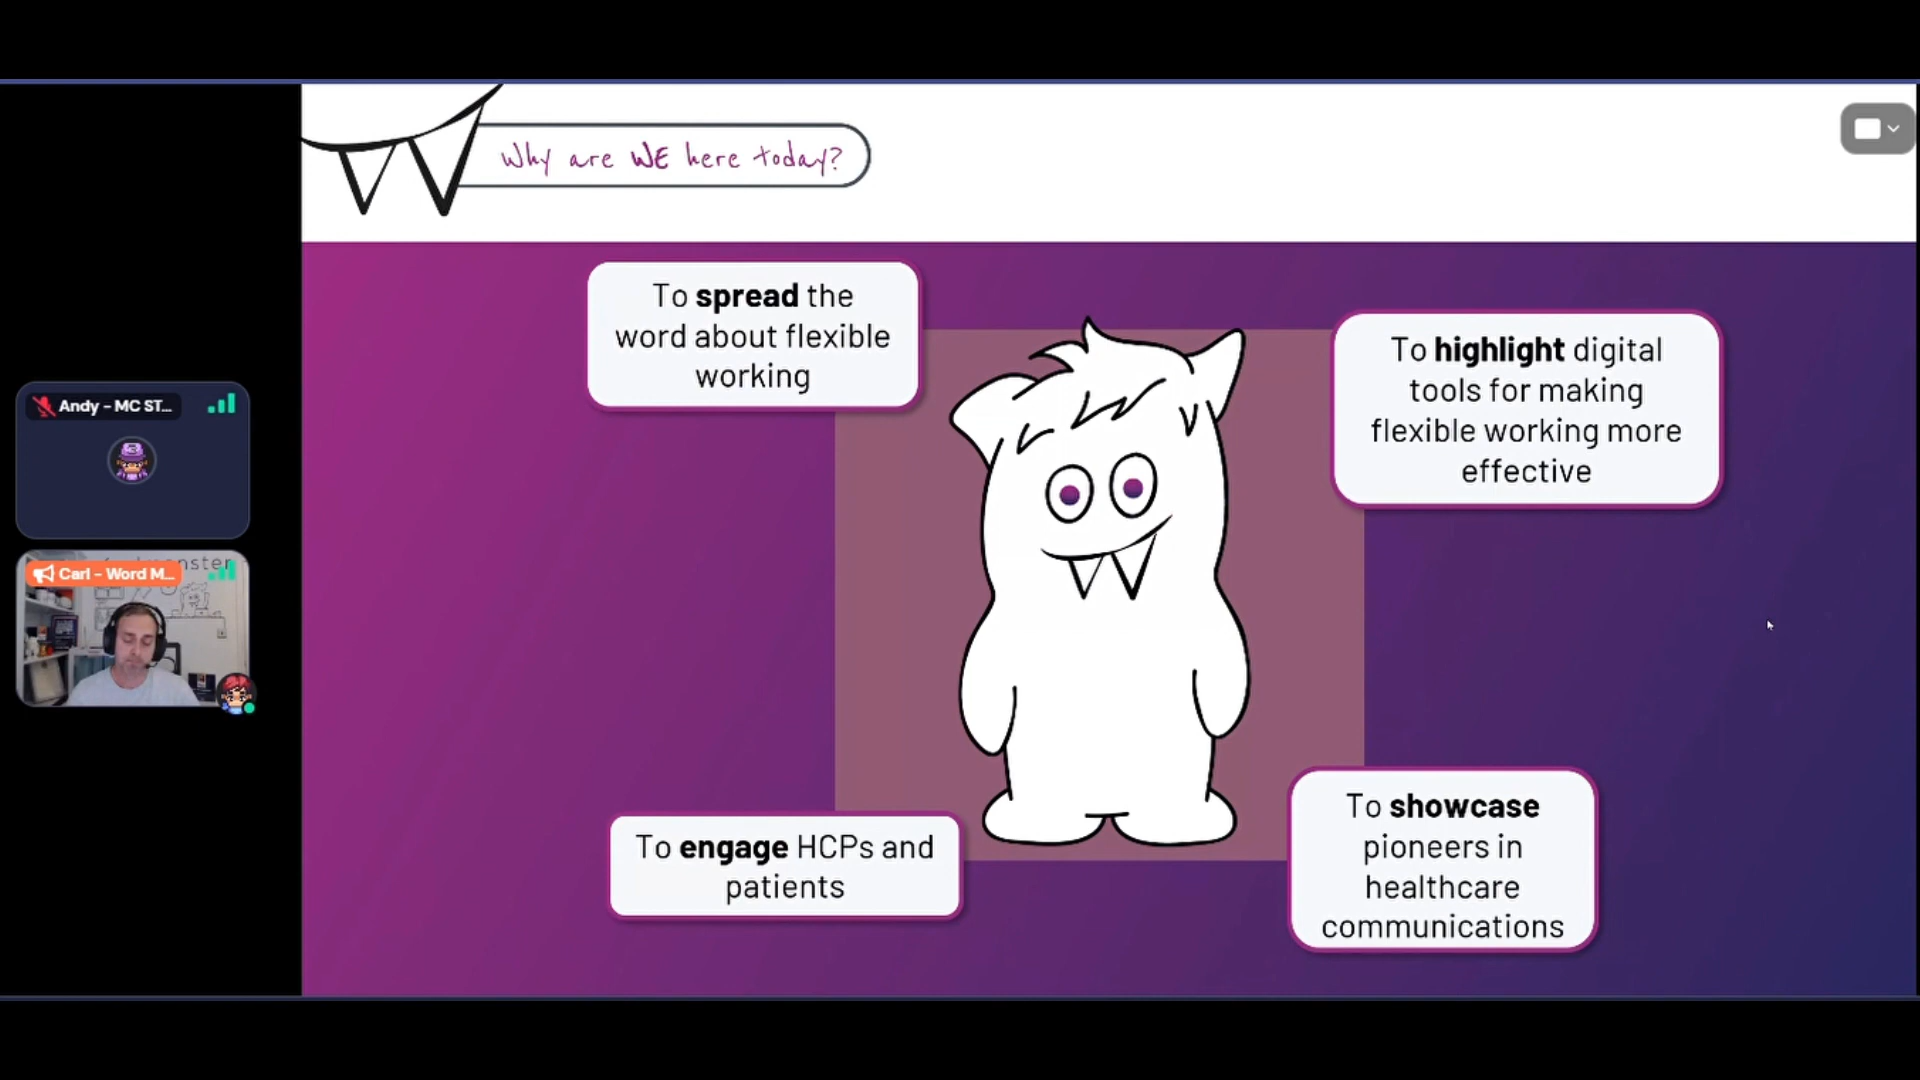 Why are WE here today?
To spread the
word about flexible
working
To highlight digital
tools for making
flexible working more
effective
Andy - MC ST...
Carl - Word M...
nster
To engage HCPs and
patients
To showcase
pioneers in
healthcare
communications